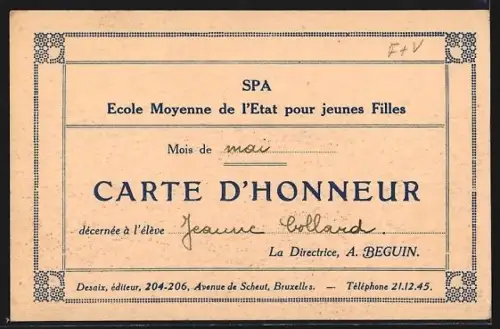 F+V
SPA
Ecole Moyenne de l'Etat pour jeunes Filles
Mois de mai
CARTE D'HONNEUR
décernée à l'élève Jeanne Collard.
La Directrice, A. BEGUIN.
Desaix, éditeur, 204-206, Avenue de Scheut, Bruxelles. — Téléphone 21.12.45.